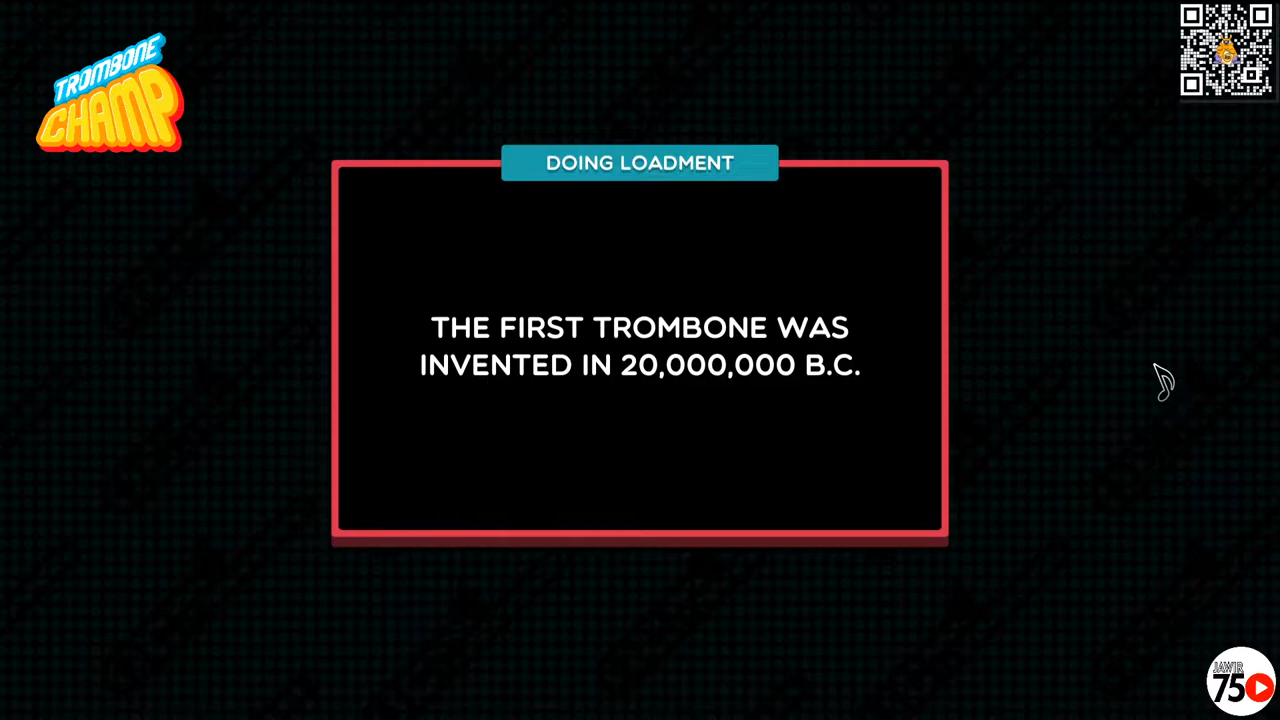 TROMBONE
CHAMP
DOING LOADMENT
THE FIRST TROMBONE WAS
INVENTED IN 20,000,000 B.C.
JAWIR
75